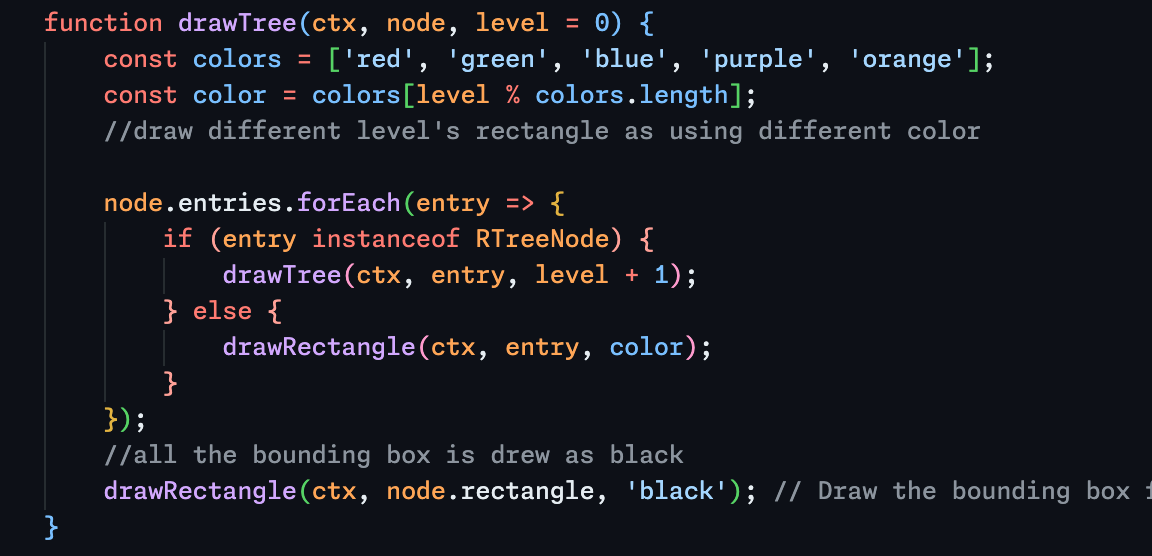 function drawTree(ctx, node, level = 0) {
    const colors = ['red', 'green', 'blue', 'purple', 'orange'];
    const color = colors[level % colors.length];
    //draw different level's rectangle as using different color

    node.entries.forEach(entry => {
        if (entry instanceof RTreeNode) {
            drawTree(ctx, entry, level + 1);
        } else {
            drawRectangle(ctx, entry, color);
        }
    });
    //all the bounding box is drew as black
    drawRectangle(ctx, node.rectangle, 'black'); // Draw the bounding box
}